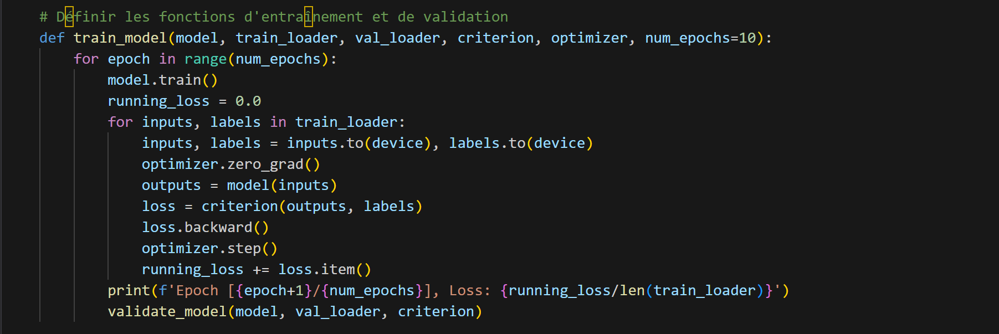 # Définir les fonctions d'entraînement et de validation
def train_model(model, train_loader, val_loader, criterion, optimizer, num_epochs=10):
    for epoch in range(num_epochs):
        model.train()
        running_loss = 0.0
        for inputs, labels in train_loader:
            inputs, labels = inputs.to(device), labels.to(device)
            optimizer.zero_grad()
            outputs = model(inputs)
            loss = criterion(outputs, labels)
            loss.backward()
            optimizer.step()
            running_loss += loss.item()
        print(f'Epoch [{epoch+1}/{num_epochs}], Loss: {running_loss/len(train_loader)}')
        validate_model(model, val_loader, criterion)